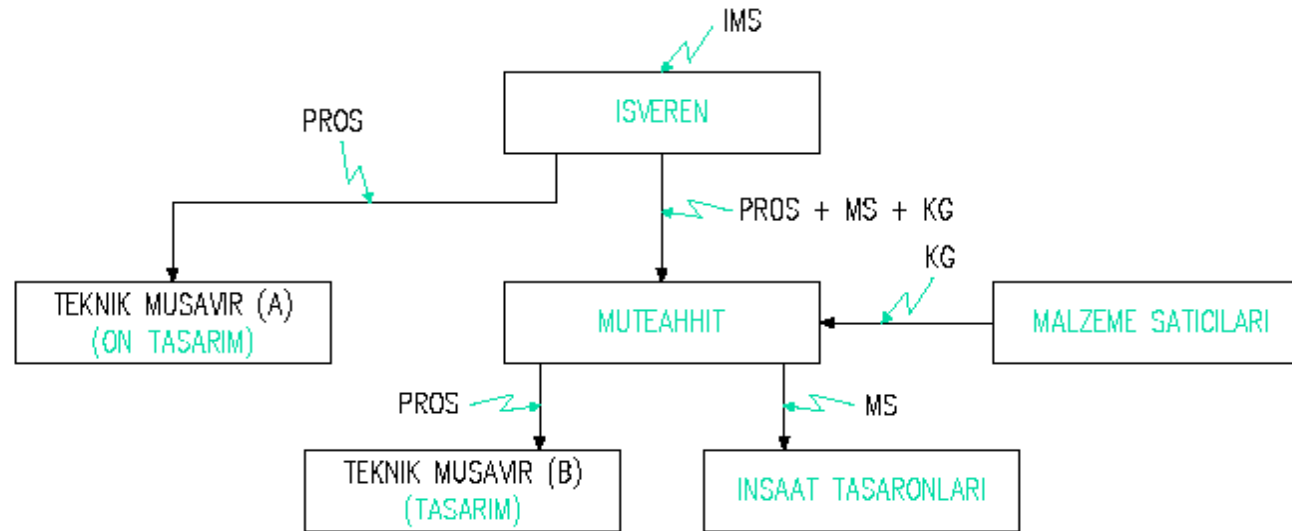 IMS
ISVEREN
PROS
PROS + MS + KG
KG
TEKNIK MUSAVIR (A)
(ON TASARIM)
MUTEAHHIT
MALZEME SATICILARI
PROS
MS
TEKNIK MUSAVIR (B)
(TASARIM)
INSAAT TASARONLARI